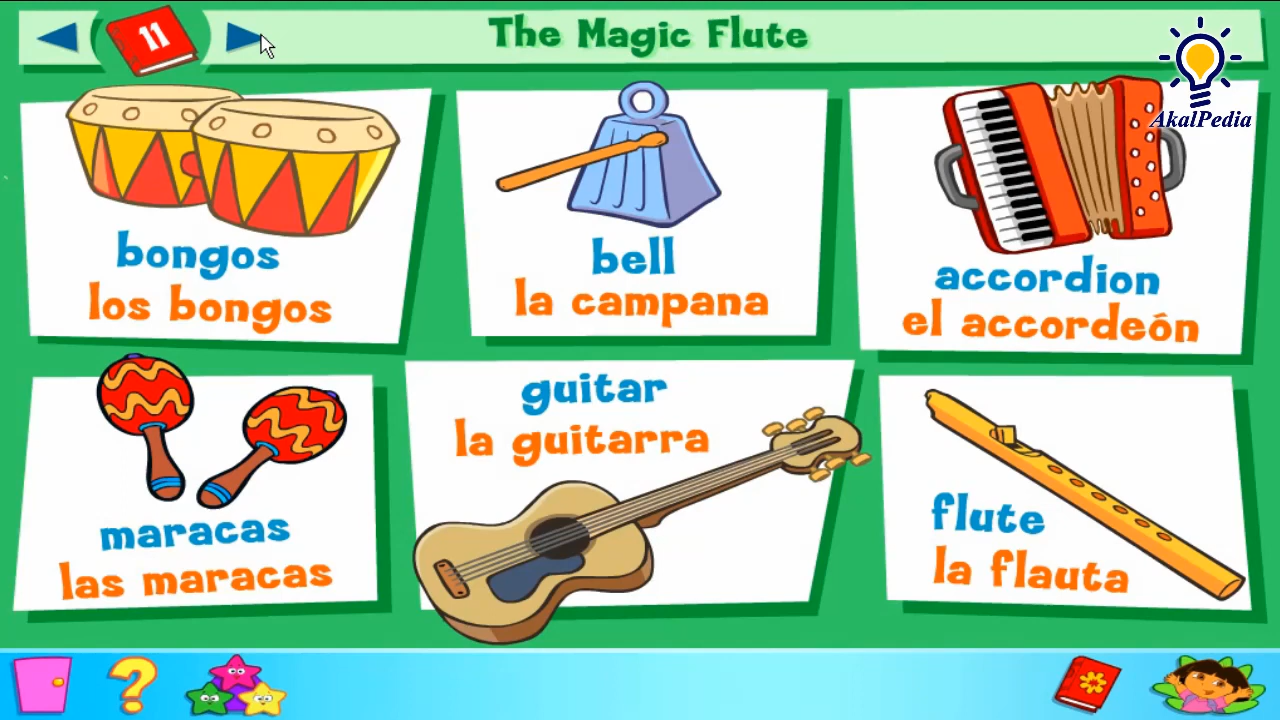 11
The Magic Flute
AkalPedia
bongos
los bongos
bell
la campana
accordion
el accordeón
maracas
las maracas
guitar
la guitarra
flute
la flauta
?